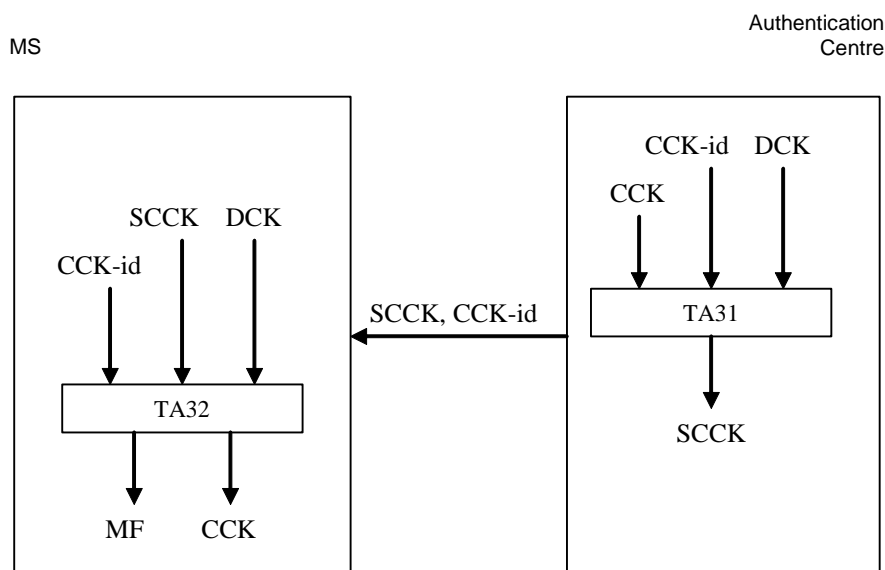 MS
Authentication
Centre
CCK-id DCK
CCK
SCCK DCK
CCK-id
SCCK, CCK-id
TA31
TA32
SCCK
MF CCK